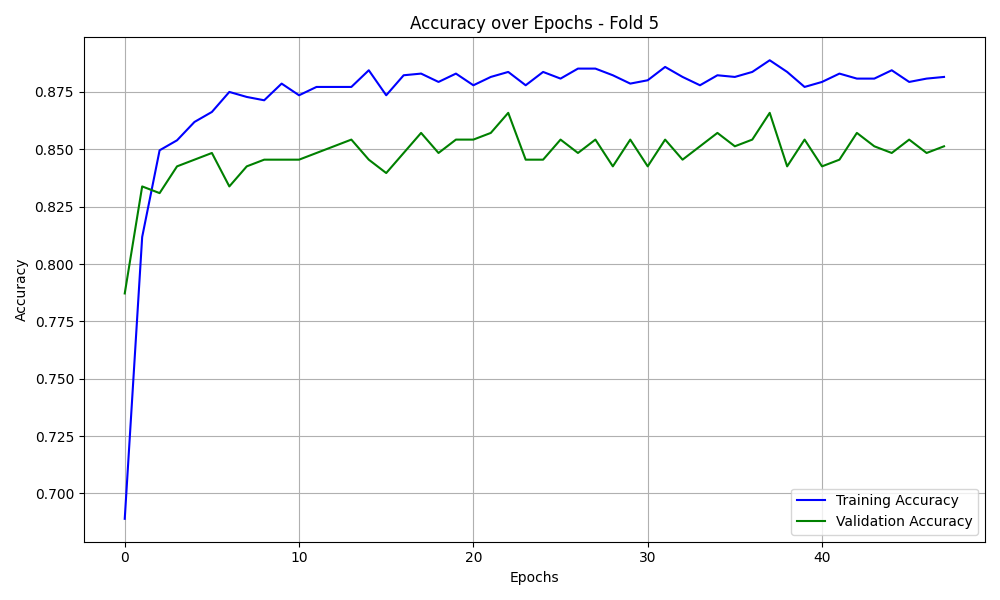 Accuracy over Epochs - Fold 5
Accuracy
0.875
0.850
0.825
0.800
0.775
0.750
0.725
0.700
0 10 20 30 40
Epochs
Training Accuracy
Validation Accuracy